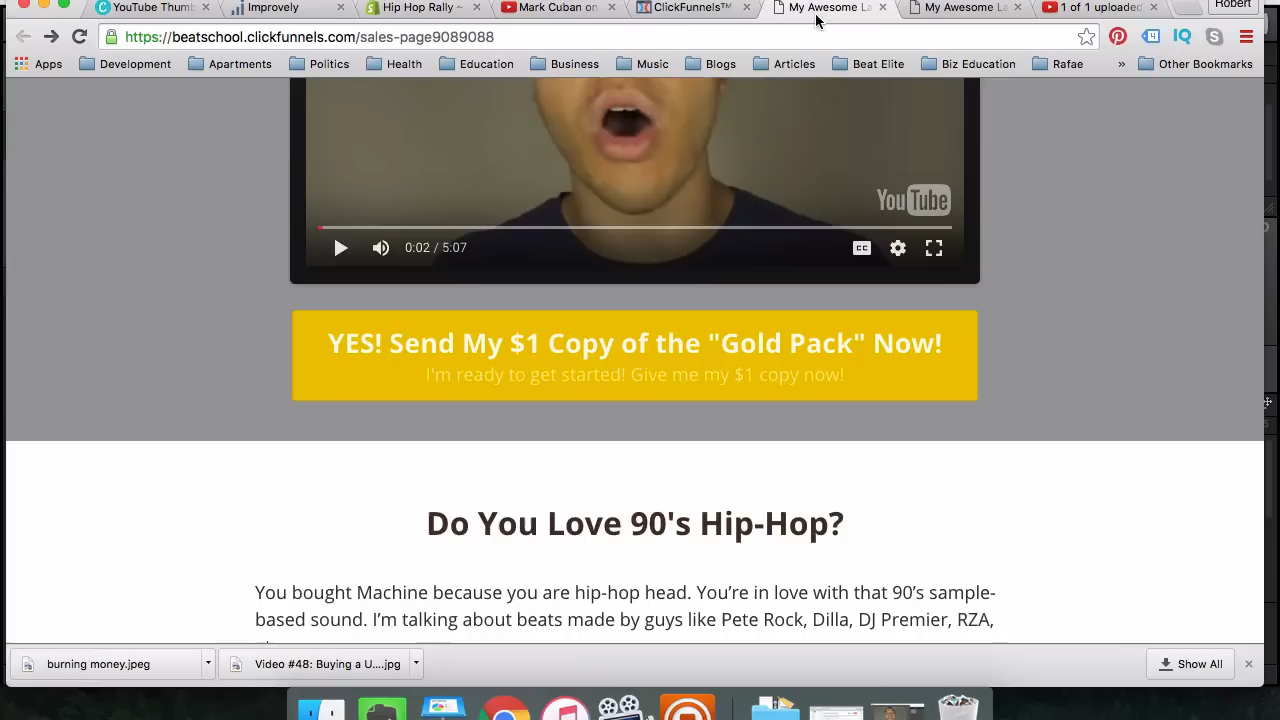 YouTube Thumb
Improvely
Hip Hop Rally ~
Mark Cuban on
ClickFunnels™
My Awesome La
My Awesome La
1 of 1 uploaded
Robert
https://beatschool.clickfunnels.com/sales-page9089088
Apps
Development
Apartments
Politics
Health
Education
Business
Music
Blogs
Articles
Beat Elite
Biz Education
Rafae
»
Other Bookmarks
YouTube
0:02 / 5:07
CC
YES! Send My $1 Copy of the "Gold Pack" Now!
I'm ready to get started! Give me my $1 copy now!
Do You Love 90's Hip-Hop?
You bought Machine because you are hip-hop head. You're in love with that 90's sample-
based sound. I'm talking about beats made by guys like Pete Rock, Dilla, DJ Premier, RZA,
burning money.jpeg
Video #48: Buying a U....jpg
Show All